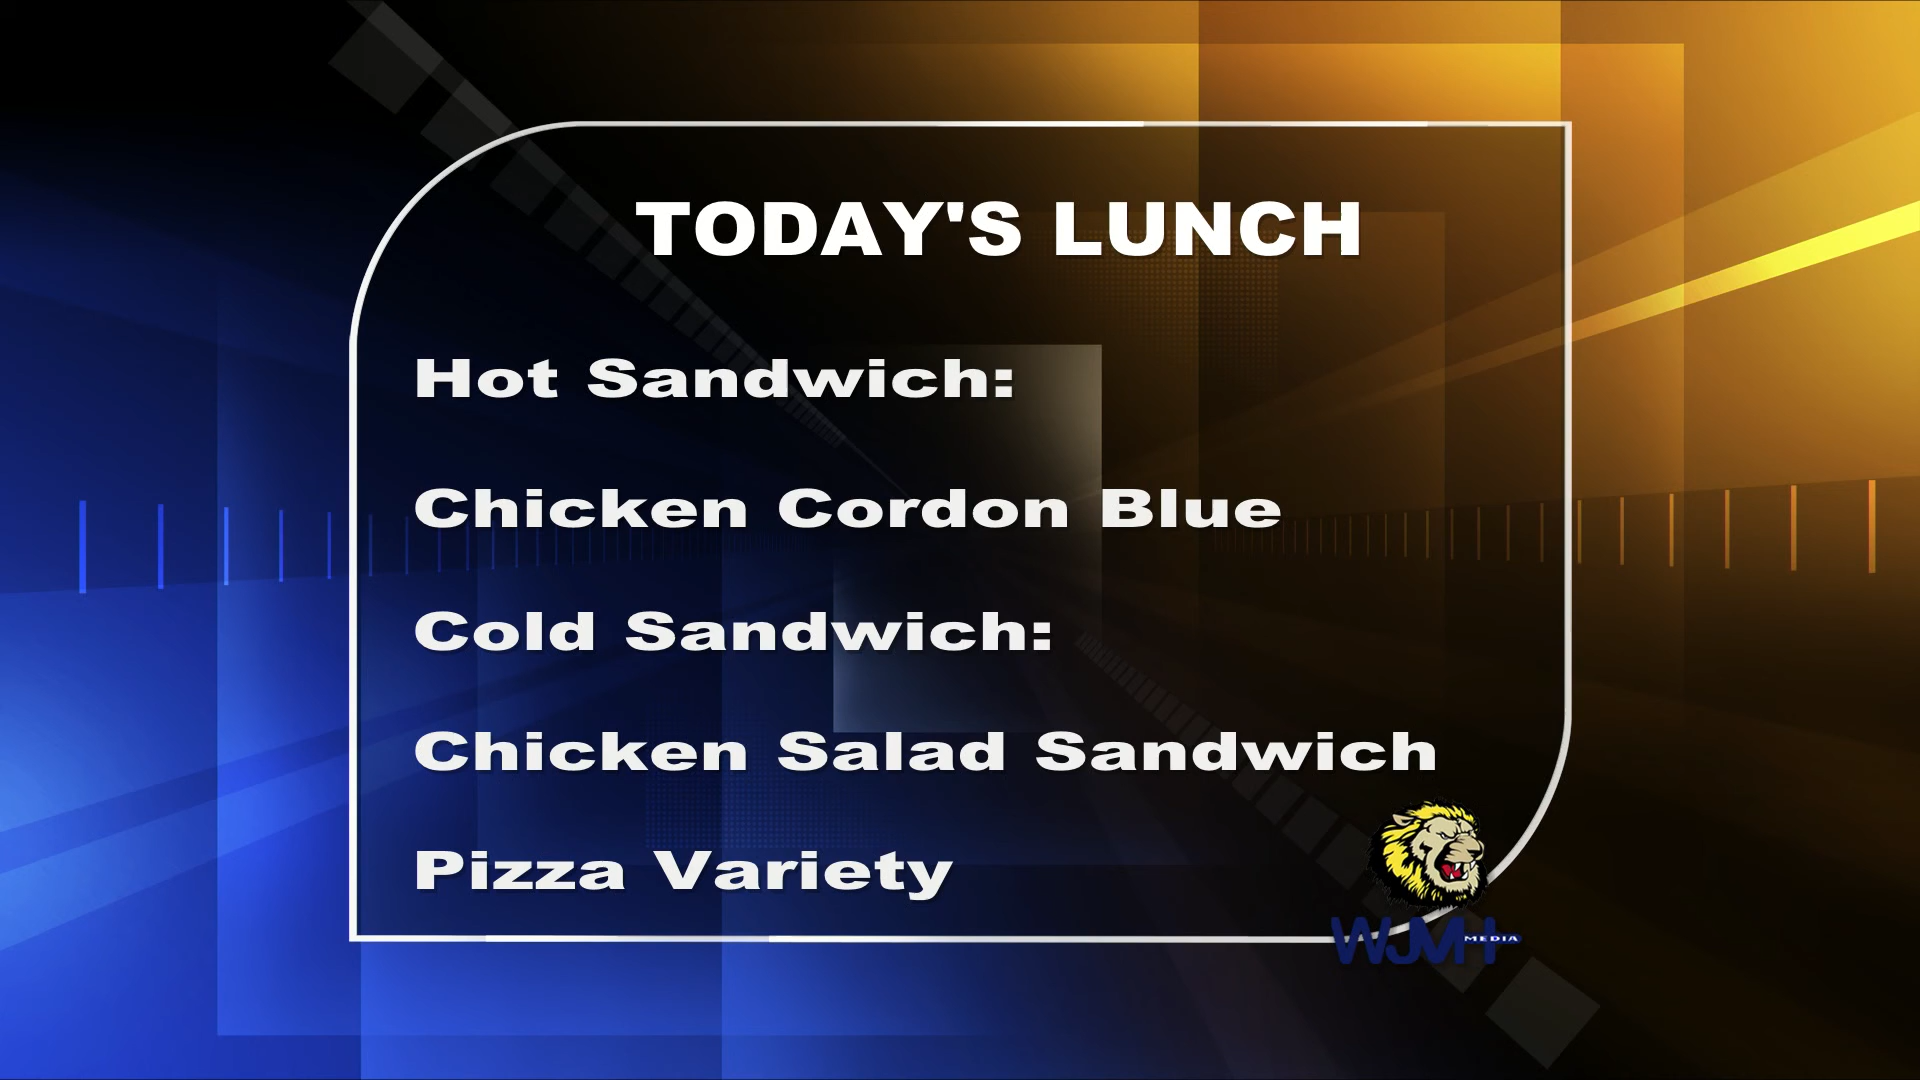 TODAY'S LUNCH
Hot Sandwich:
Chicken Cordon Blue
Cold Sandwich:
Chicken Salad Sandwich
Pizza Variety
WJMH
MEDIA